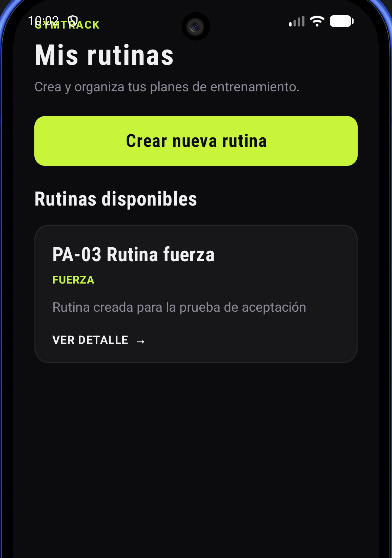 10:02
GYMTRACK
Mis rutinas
Crea y organiza tus planes de entrenamiento.
Crear nueva rutina
Rutinas disponibles
PA-03 Rutina fuerza
FUERZA
Rutina creada para la prueba de aceptación
VER DETALLE →